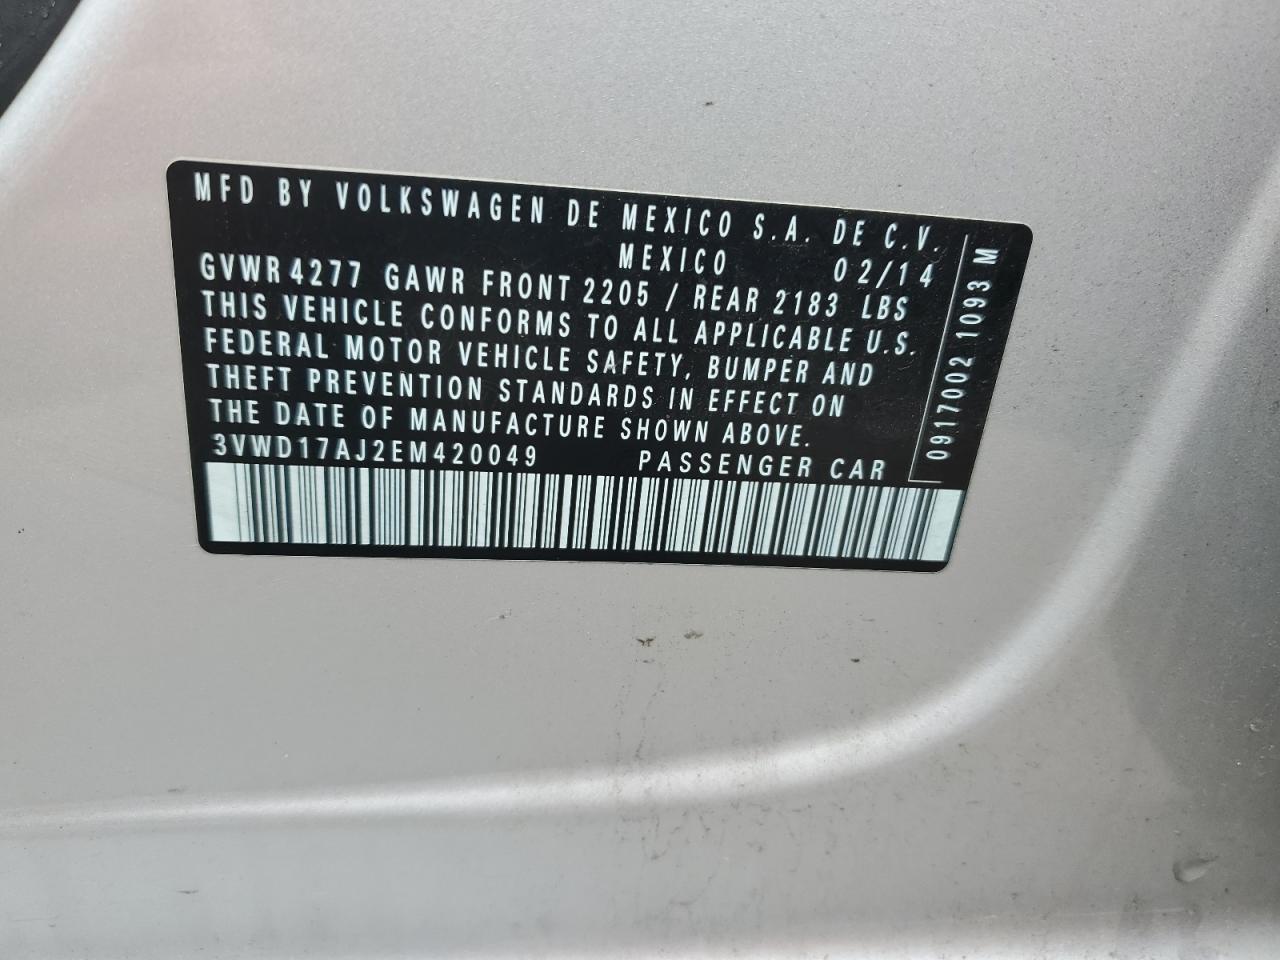 MFD BY VOLKSWAGEN DE MEXICO S.A. DE C.V.
MEXICO 02/14
GVWR 4277 GAWR FRONT 2205 / REAR 2183 LBS
THIS VEHICLE CONFORMS TO ALL APPLICABLE U.S.
FEDERAL MOTOR VEHICLE SAFETY, BUMPER AND
THEFT PREVENTION STANDARDS IN EFFECT ON
THE DATE OF MANUFACTURE SHOWN ABOVE.
3VWD17AJ2EM420049 PASSENGER CAR
0917002 1093 M